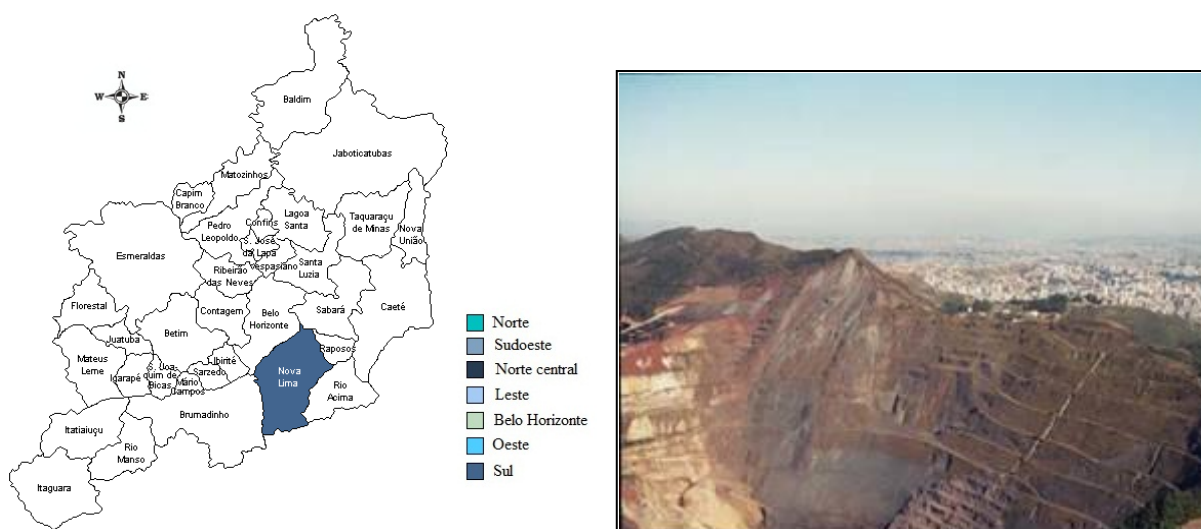 N
W E
S
Baldim
Jaboticatubas
Matozinhos
Capim
Branco
Pedro
Leopoldo
Confins
Lagoa
Santa
Taquaraçu
de Minas
Nova
União
S. José
da Lapa
Vespasiano
Santa
Luzia
Esmeraldas
Ribeirão
das Neves
Florestal
Contagem
Belo
Horizonte
Sabará
Caeté
Betim
Juatuba
Mateus
Leme
Igarapé
S. Joa-
quim de
Bicas
Mário
Campos
Ibirité
Sarzedo
Nova
Lima
Raposos
Rio
Acima
Brumadinho
Itatiaiuçu
Rio
Manso
Itaguara
Norte
Sudoeste
Norte central
Leste
Belo Horizonte
Oeste
Sul